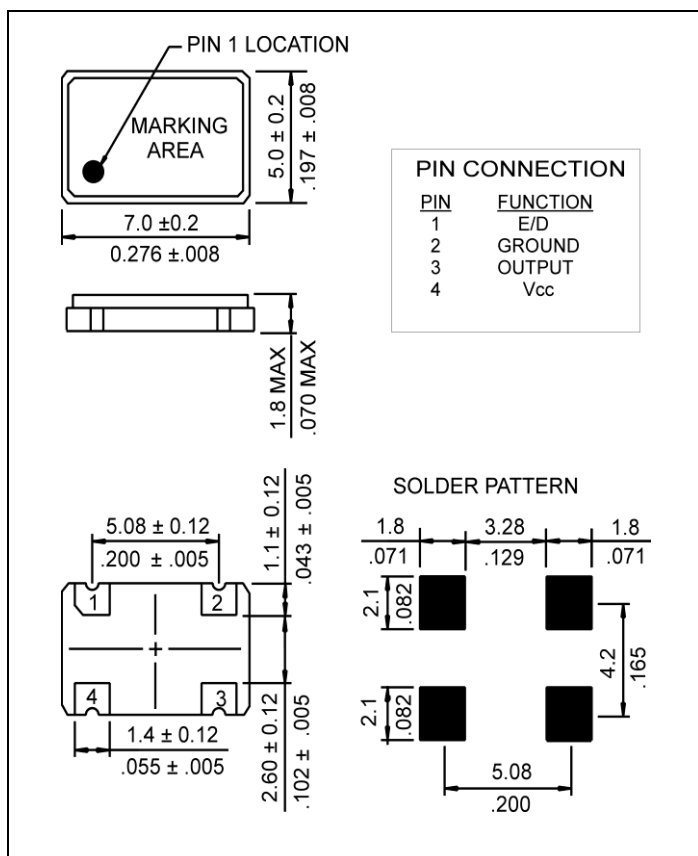 PIN 1 LOCATION
MARKING
AREA
5.0 ± 0.2
.197 ± .008
7.0 ±0.2
0.276 ±.008
PIN CONNECTION
PIN FUNCTION
1 E/D
2 GROUND
3 OUTPUT
4 Vcc
1.8 MAX
.070 MAX
5.08 ± 0.12
.200 ± .005
1.1 ± 0.12
.043 ± .005
1 2
4 3
1.4 ± 0.12
.055 ± .005
2.60 ± 0.12
.102 ± .005
SOLDER PATTERN
1.8 3.28 1.8
.071 .129 .071
2.1
.082
4.2
.165
2.1
.082
5.08
.200